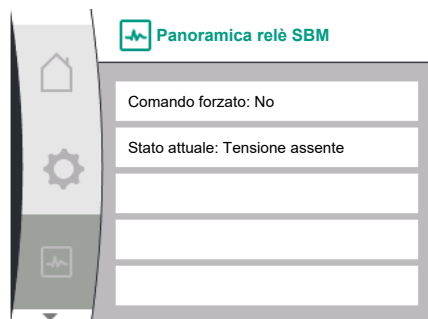 Panoramica relè SBM
Comando forzato: No
Stato attuale: Tensione assente